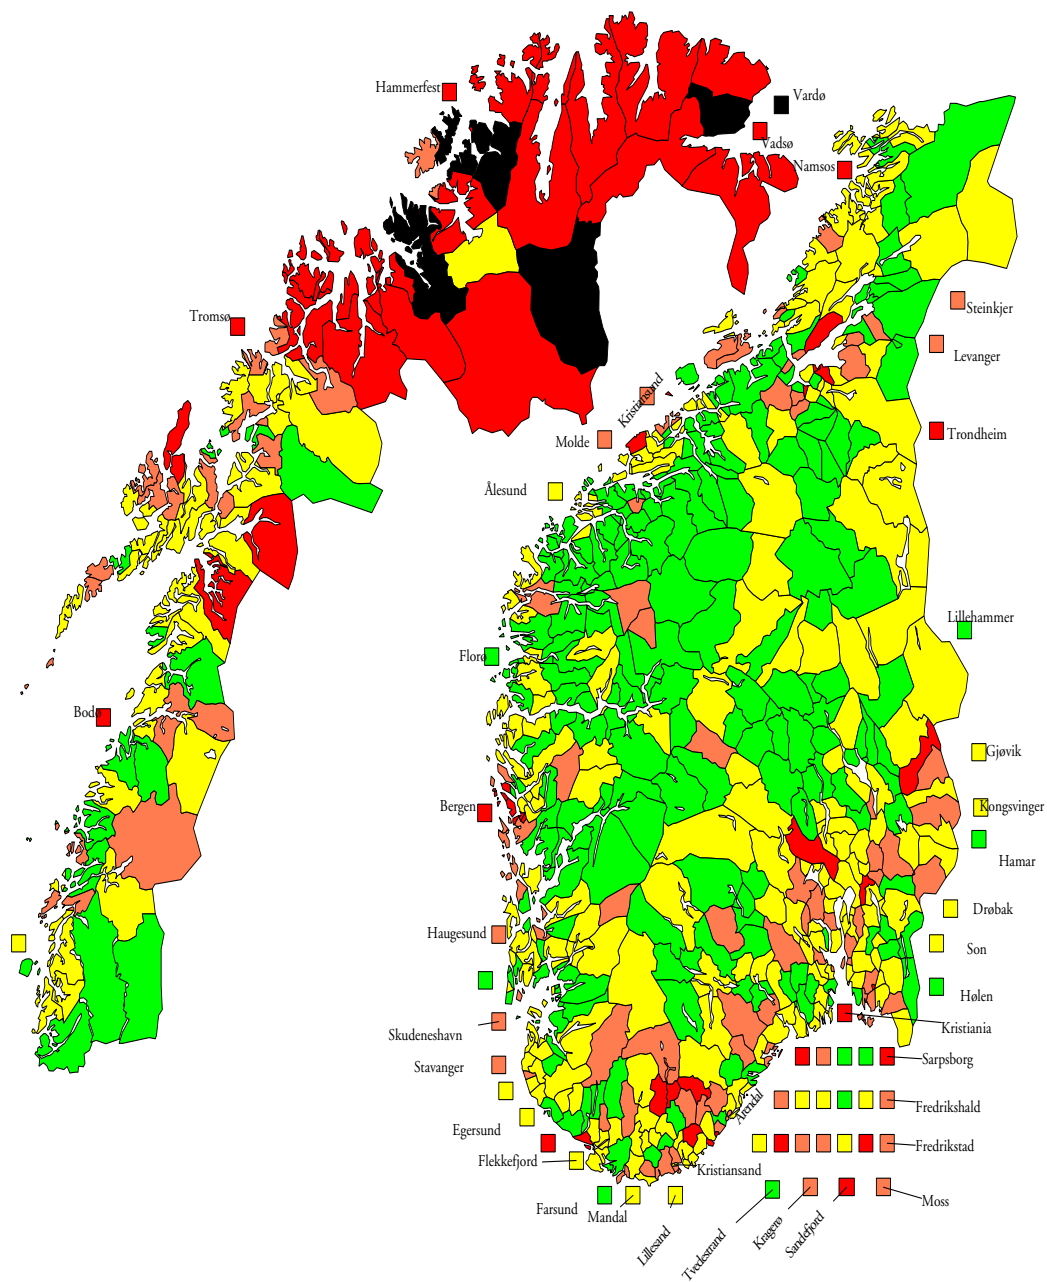 Hammerfest
Vardø
Vadsø
Namsos
Tromsø
Steinkjer
Levanger
Kristiansund
Molde
Trondheim
Ålesund
Lillehammer
Florø
Bodø
Gjøvik
Bergen
Kongsvinger
Hamar
Drøbak
Haugesund
Son
Hølen
Skudeneshavn
Kristiania
Stavanger
Sarpsborg
Arendal
Fredrikshald
Egersund
Fredrikstad
Flekkefjord
Kristiansand
Farsund
Mandal
Lillesand
Tvedestrand
Kragerø
Sandefjord
Moss